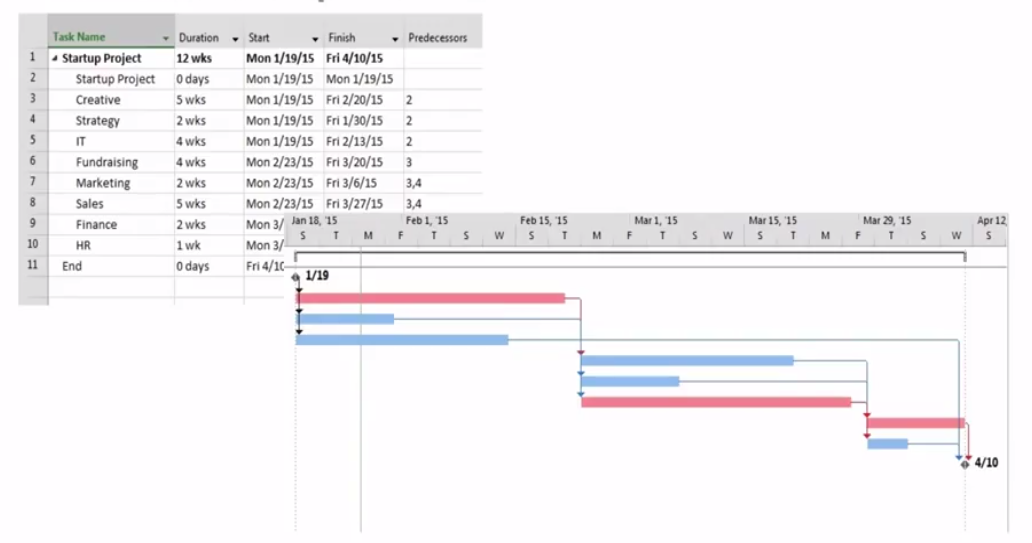 Task Name Duration Start Finish Predecessors
1 Startup Project 12 wks Mon 1/19/15 Fri 4/10/15
2 Startup Project 0 days Mon 1/19/15 Mon 1/19/15
3 Creative 5 wks Mon 1/19/15 Fri 2/20/15 2
4 Strategy 2 wks Mon 1/19/15 Fri 1/30/15 2
5 IT 4 wks Mon 1/19/15 Fri 2/13/15 2
6 Fundraising 4 wks Mon 2/23/15 Fri 3/20/15 3
7 Marketing 2 wks Mon 2/23/15 Fri 3/6/15 3,4
8 Sales 5 wks Mon 2/23/15 Fri 3/27/15 3,4
9 Finance 2 wks Mon 3/
10 HR 1 wk Mon 3/
11 End 0 days Fri 4/10
Jan 18, '15 Feb 1, '15 Feb 15, '15 Mar 1, '15 Mar 15, '15 Mar 29, '15 Apr 12,
S T M F T S W S T M F T S W S T M F T S W S
1/19
4/10